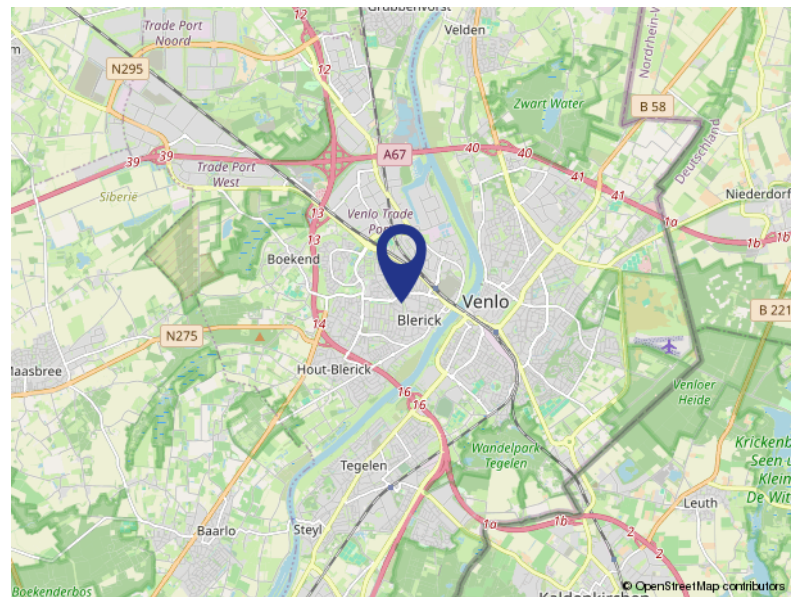 Grubbenvorst
Trade Port
Noord
12
Velden
Nordrhein-W
N295
12
Zwart Water
B 58
39
39
A67
40
40
Deutschland
Trade Port
West
41
41
Siberië
Niederdorf
13
Venlo Trade
Port
1a
1b
13
Boekend
1b
Venlo
B 221
14
Blerick
N275
Maasbree
Hout-Blerick
Venloer
Heide
16
16
Wandelpark
Tegelen
Krickenb
Seen u
Klein
De Wit
Tegelen
Leuth
Baarlo
Steyl
1a
1b
2
2
Boekenderbos
Kaldenkirchen
© OpenStreetMap contributors